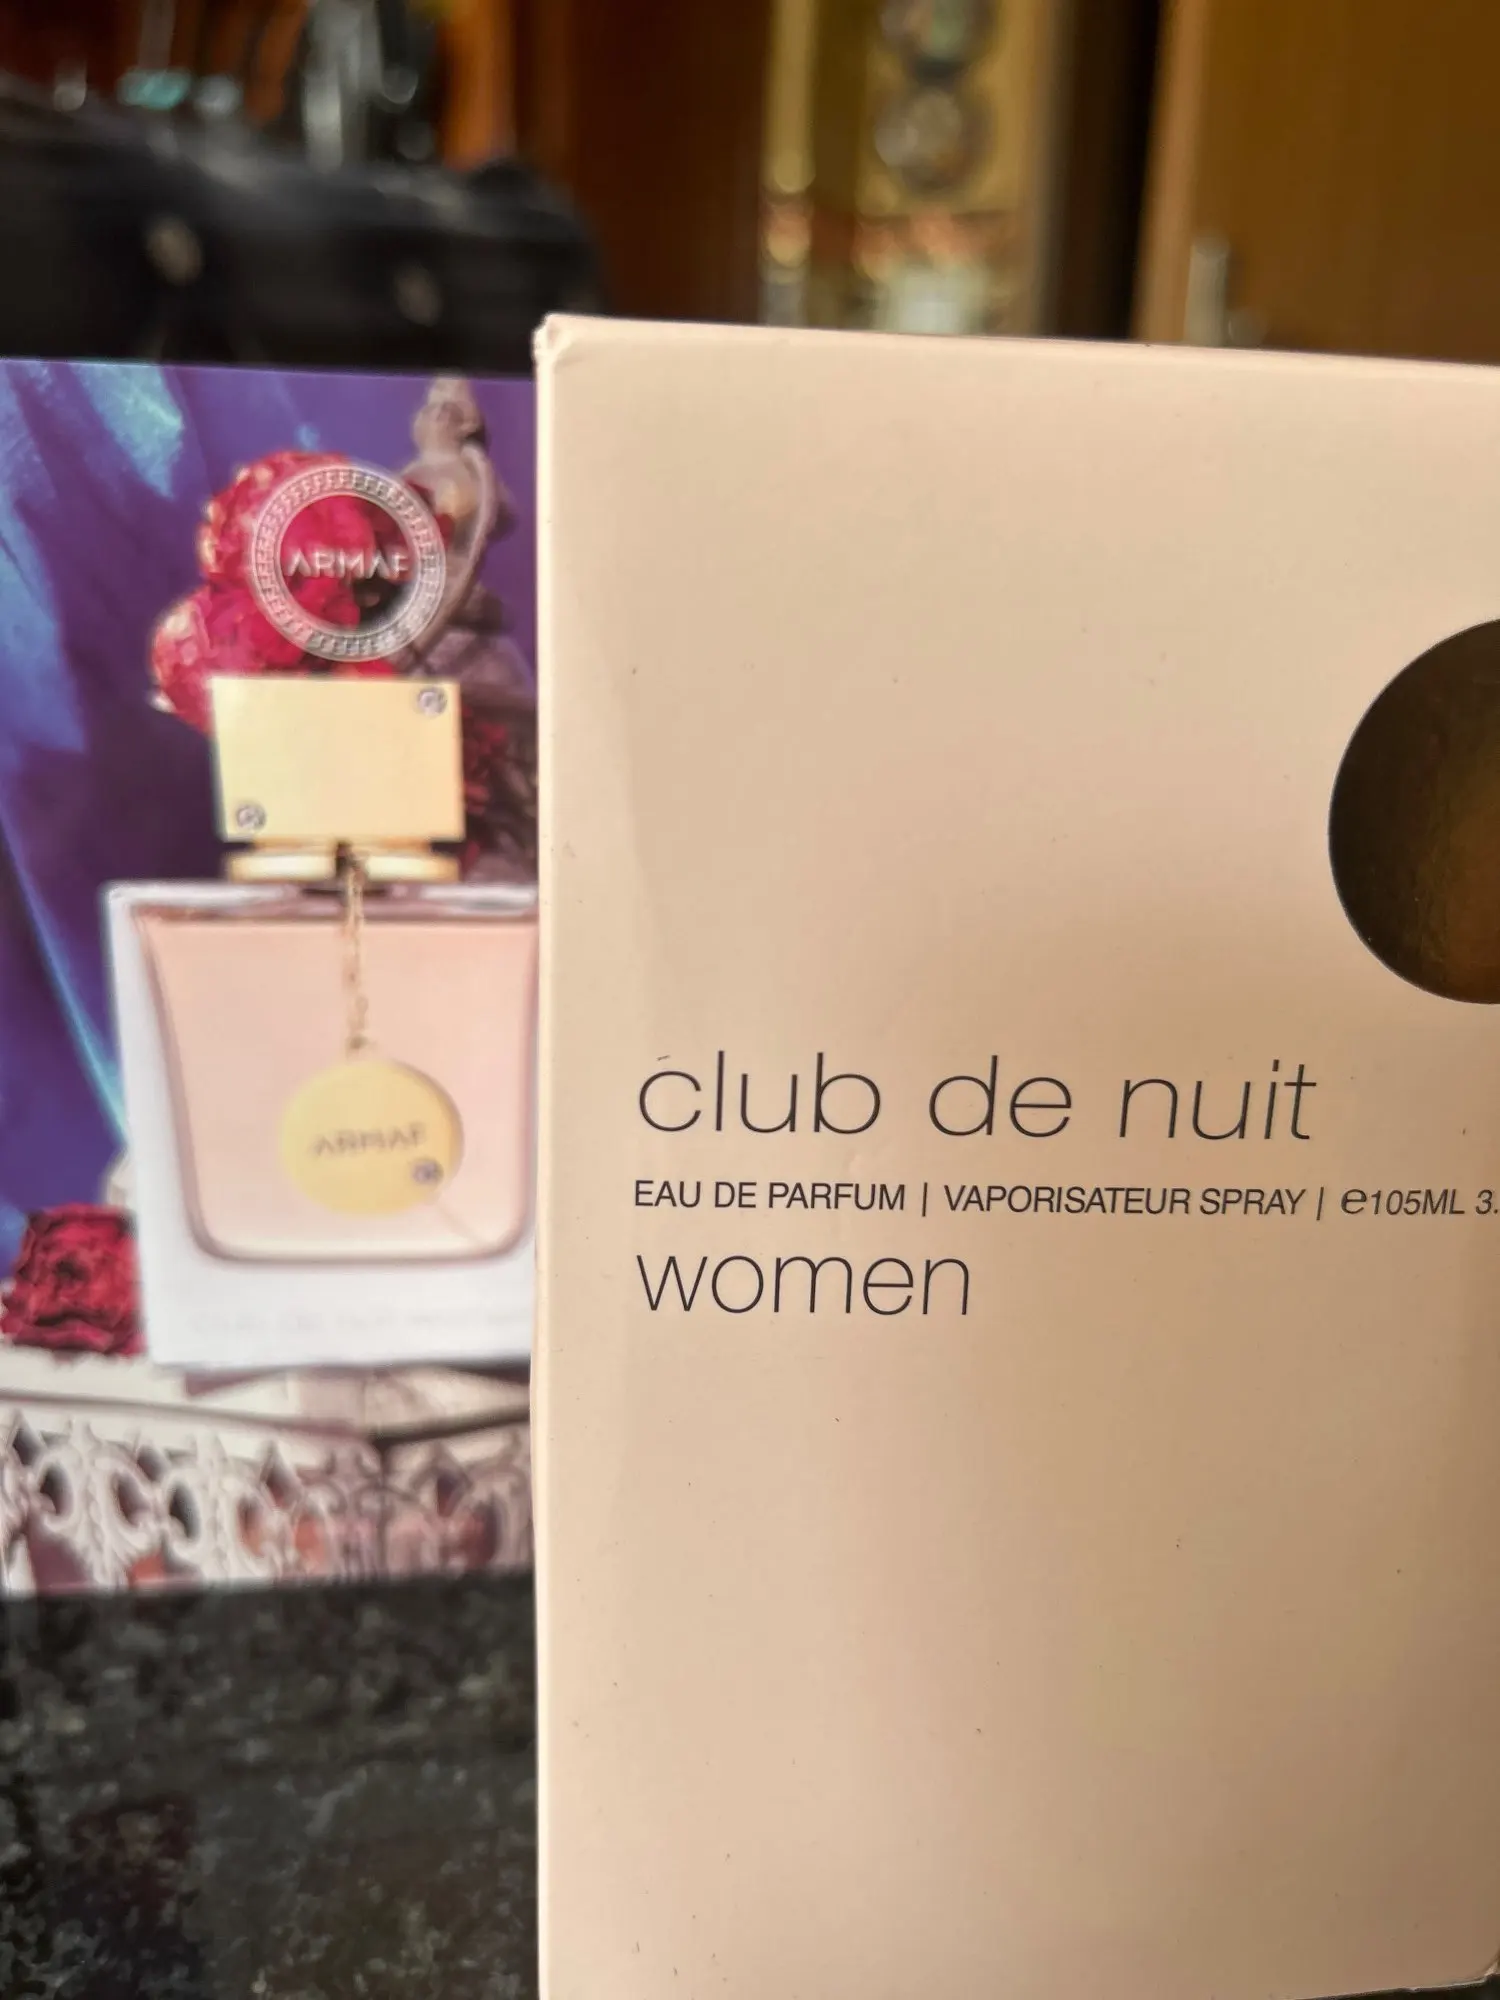 ARMAF
ARMAF
club de nuit
EAU DE PARFUM | VAPORISATEUR SPRAY | ℮105ML 3.
women